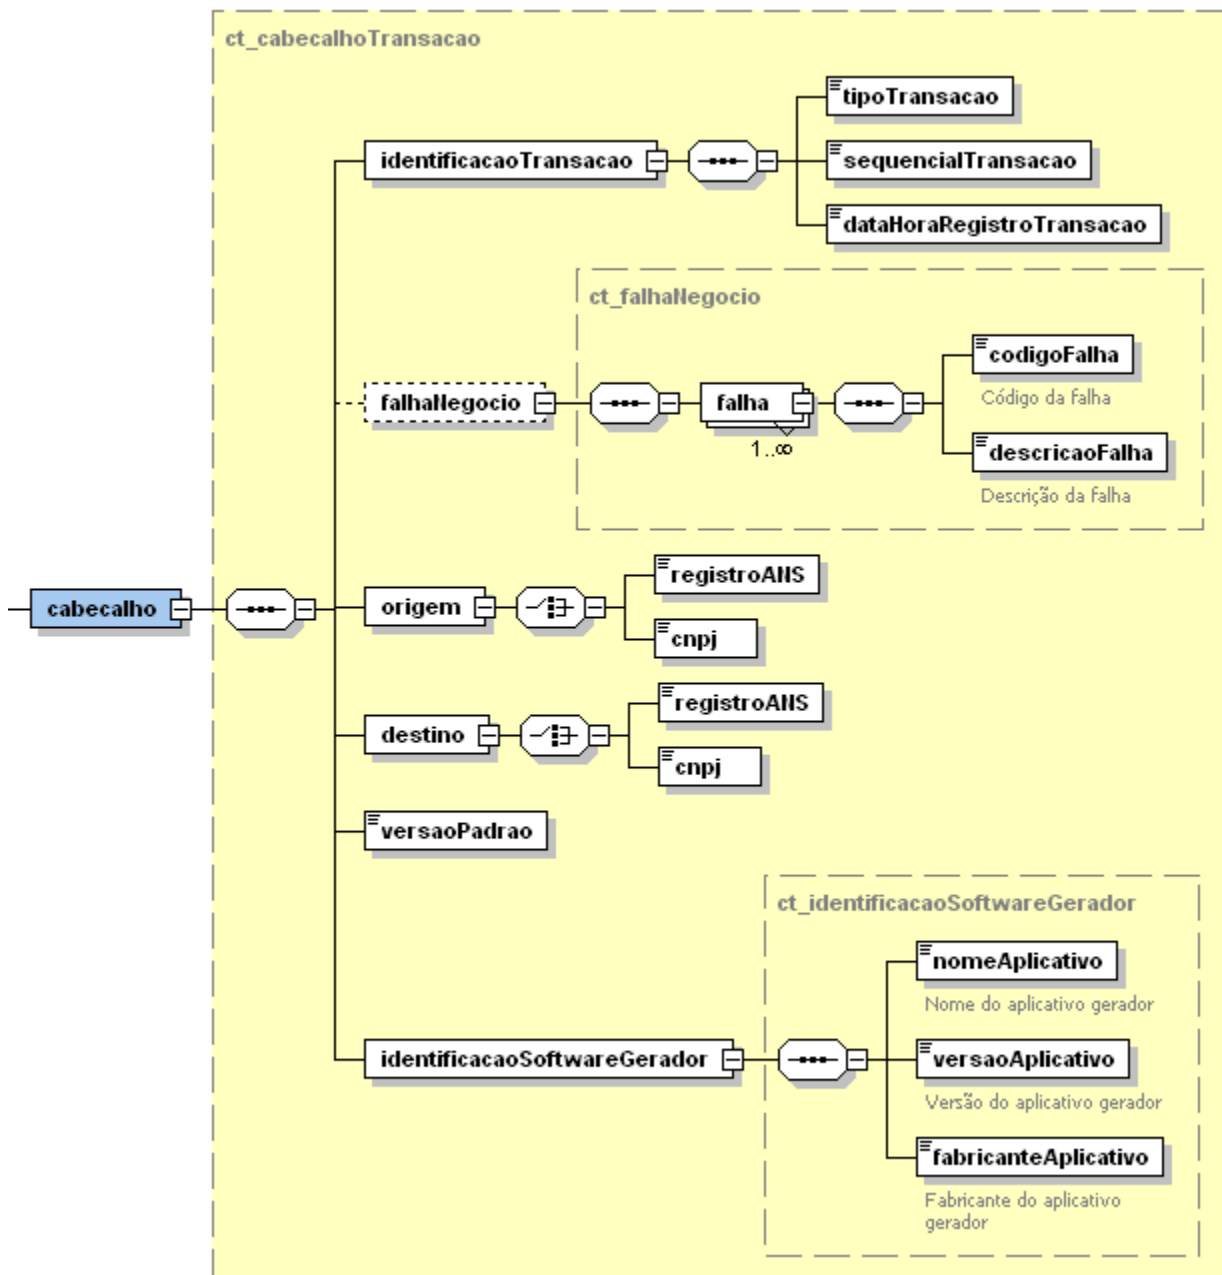 ct_cabecalhoTransacao
tipoTransacao
identificacaoTransacao
sequencialTransacao
dataHoraRegistroTransacao
ct_falhaNegocio
codigoFalha
Código da falha
falhaNegocio
falha
1..∞
descricaoFalha
Descrição da falha
registroANS
cabecalho
origem
cnpj
registroANS
destino
cnpj
versaoPadrao
ct_identificacaoSoftwareGerador
nomeAplicativo
Nome do aplicativo gerador
identificacaoSoftwareGerador
versaoAplicativo
Versão do aplicativo gerador
fabricanteAplicativo
Fabricante do aplicativo
gerador